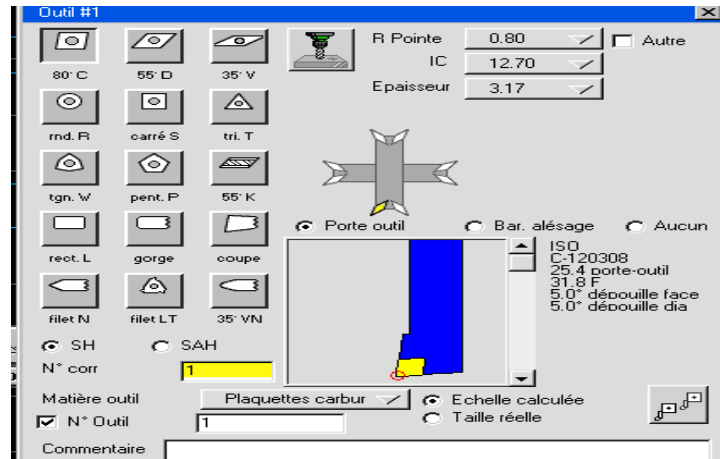 Outil #1
R Pointe 0.80 Autre
IC 12.70
Epaisseur 3.17
80° C 55° D 35° V
rnd. R carré S tri. T
tgn. W pent. P 55° K
Porte outil Bar. alésage Aucun
rect. L gorge coupe
ISO
C-120308
25.4 porte-outil
31.8 F
5.0° dépouille face
5.0° dépouille dia
filet N filet LT 35° VN
SH SAH
N° corr 1
Matière outil Plaquettes carbur Echelle calculée
N° Outil 1 Taille réelle
Commentaire